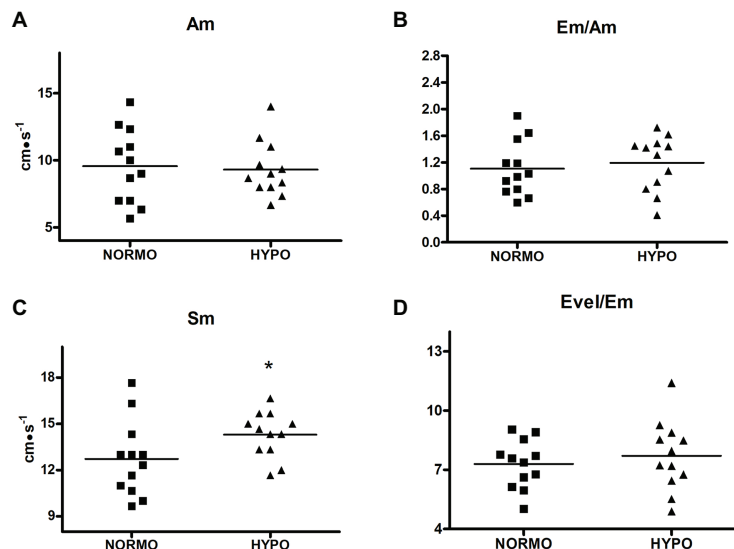 A
Am
cm•s-1
15
10
5
NORMO HYPO
B
Em/Am
2.8
2.4
2.0
1.6
1.2
0.8
0.4
0.0
NORMO HYPO
C
Sm
cm•s-1
18
15
12
9
*
NORMO HYPO
D
Evel/Em
13
10
7
4
NORMO HYPO